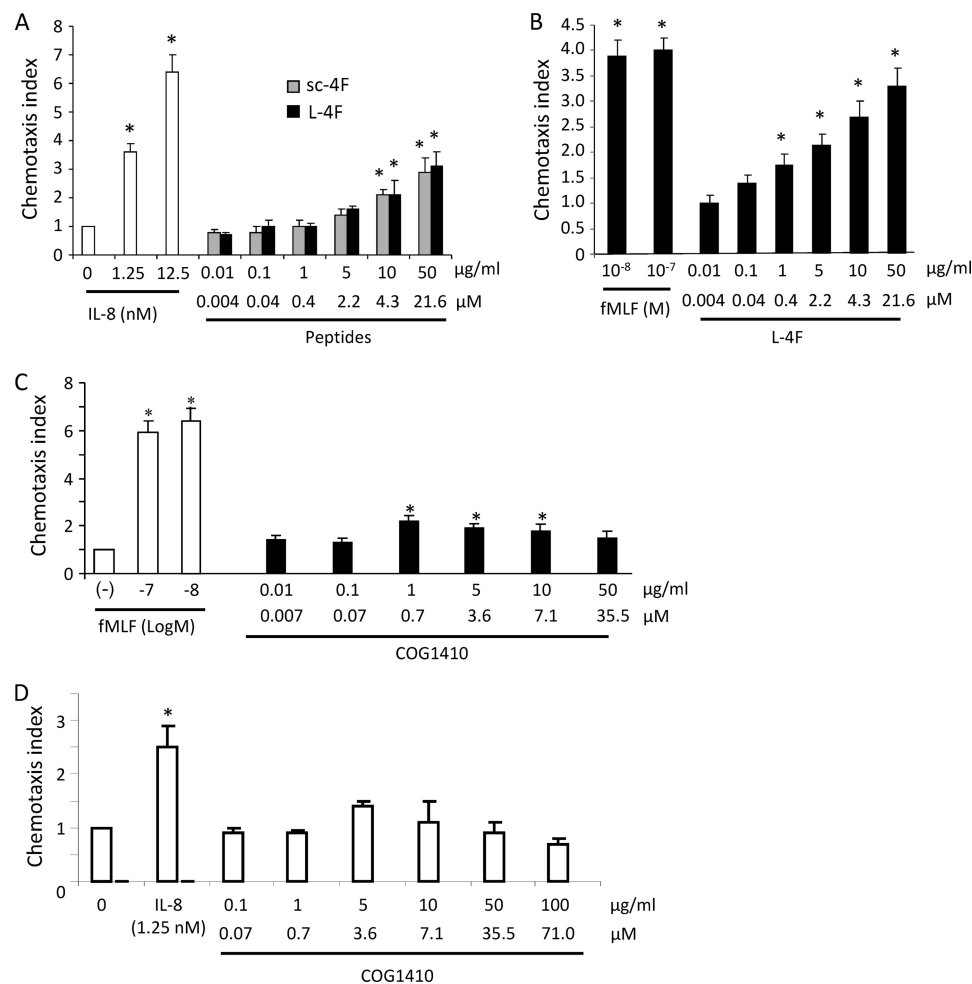 A
Chemotaxis index
8
7
6
5
4
3
2
1
0
* * * * * *
sc-4F
L-4F
0 1.25 12.5 0.01 0.1 1 5 10 50 µg/ml
0.004 0.04 0.4 2.2 4.3 21.6 µM
IL-8 (nM)
Peptides
B
Chemotaxis index
4.5
4.0
3.5
3.0
2.5
2.0
1.5
1.0
0.5
0
* * * * * *
10⁻⁸ 10⁻⁷ 0.01 0.1 1 5 10 50 µg/ml
0.004 0.04 0.4 2.2 4.3 21.6 µM
fMLF (M)
L-4F
C
Chemotaxis index
8
6
4
2
0
* * * * *
(-) -7 -8 0.01 0.1 1 5 10 50 µg/ml
0.007 0.07 0.7 3.6 7.1 35.5 µM
fMLF (LogM)
COG1410
D
Chemotaxis index
3
2
1
0
*
0 IL-8 0.1 1 5 10 50 100 µg/ml
(1.25 nM) 0.07 0.7 3.6 7.1 35.5 71.0 µM
COG1410